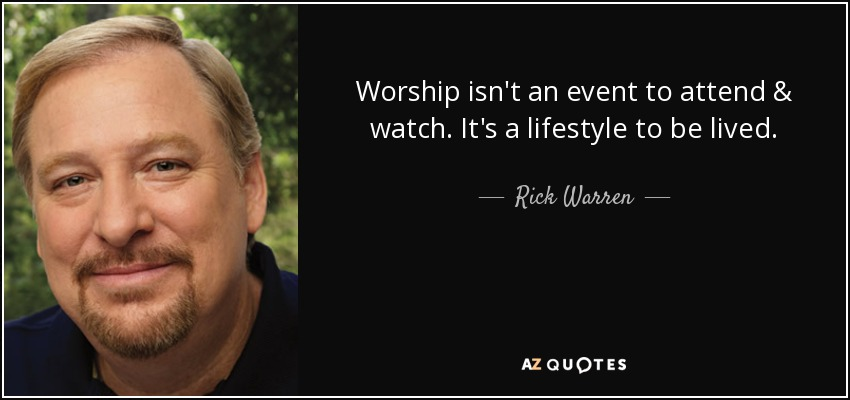 Worship isn't an event to attend &
watch. It's a lifestyle to be lived.
Rick Warren
AZ QUOTES